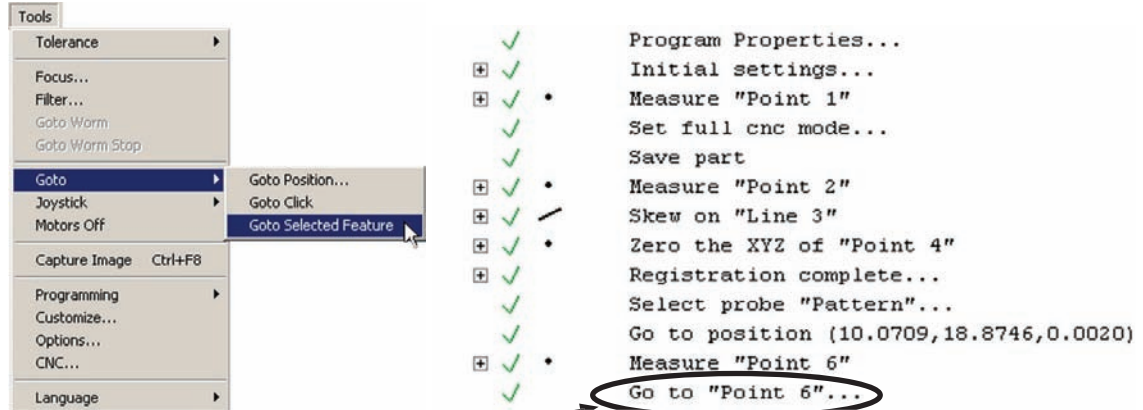 Tools
Tolerance
Focus...
Filter...
Goto Worm
Goto Worm Stop
Goto
Joystick
Motors Off
Capture Image Ctrl+F8
Programming
Customize...
Options...
CNC...
Language
Goto Position...
Goto Click
Goto Selected Feature
Program Properties...
Initial settings...
Measure "Point 1"
Set full cnc mode...
Save part
Measure "Point 2"
Skew on "Line 3"
Zero the XYZ of "Point 4"
Registration complete...
Select probe "Pattern"...
Go to position (10.0709,18.8746,0.0020)
Measure "Point 6"
Go to "Point 6"...